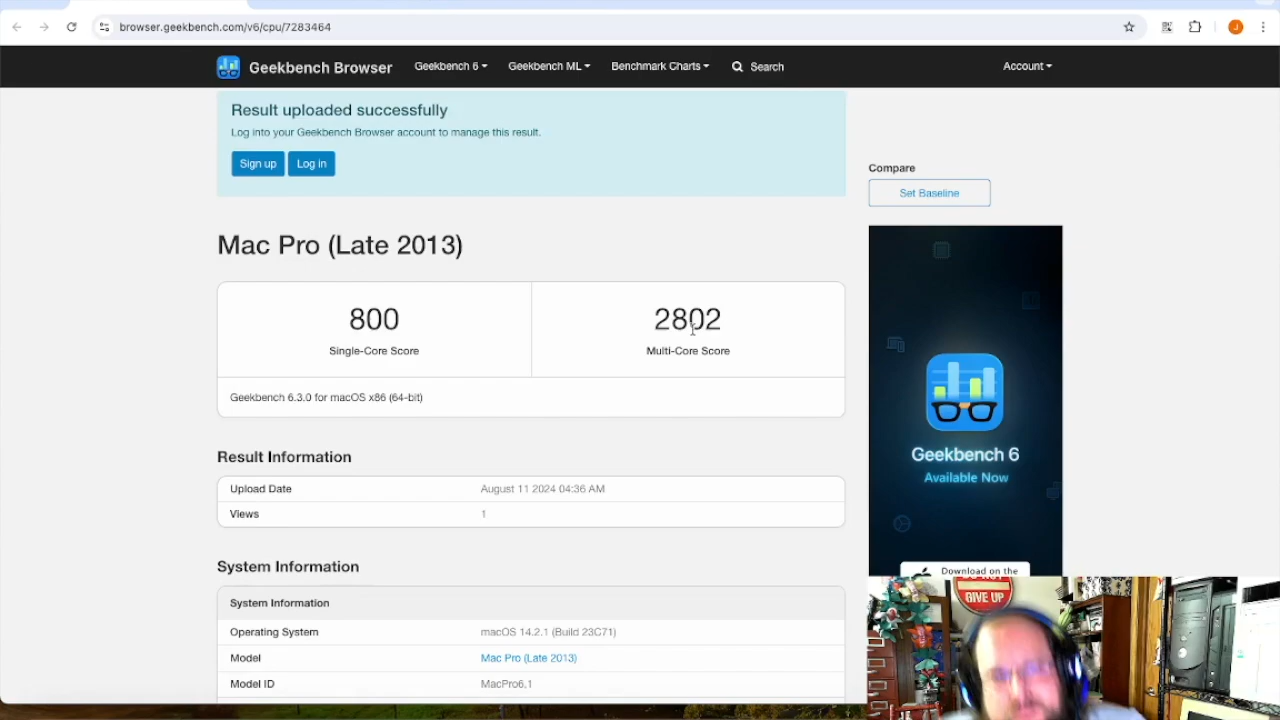 browser.geekbench.com/v6/cpu/7283464
J
Geekbench Browser
Geekbench 6
Geekbench ML
Benchmark Charts
Search
Account
Result uploaded successfully
Log into your Geekbench Browser account to manage this result.
Sign up
Log in
Compare
Set Baseline
Mac Pro (Late 2013)
800
Single-Core Score
2802
Multi-Core Score
Geekbench 6.3.0 for macOS x86 (64-bit)
Geekbench 6
Available Now
Download on the
Result Information
Upload Date August 11 2024 04:36 AM
Views 1
System Information
System Information
Operating System macOS 14.2.1 (Build 23C71)
Model Mac Pro (Late 2013)
Model ID MacPro6,1
GIVE UP